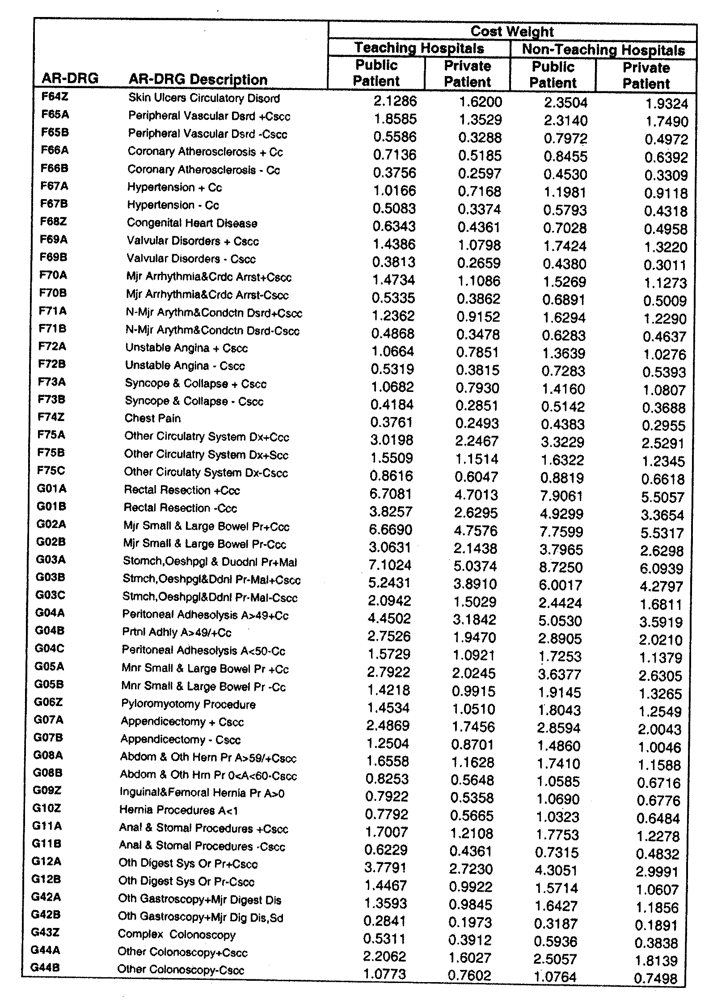 Cost Weight
Teaching Hospitals Non-Teaching Hospitals
Public Private Public Private
AR-DRG AR-DRG Description Patient Patient Patient Patient
F64Z Skin Ulcers Circulatory Disord 2.1286 1.6200 2.3504 1.9324
F65A Peripheral Vascular Dsrd +Cscc 1.8585 1.3529 2.3140 1.7490
F65B Peripheral Vascular Dsrd -Cscc 0.5586 0.3288 0.7972 0.4972
F66A Coronary Atherosclerosis + Cc 0.7136 0.5185 0.8455 0.6392
F66B Coronary Atherosclerosis - Cc 0.3756 0.2597 0.4530 0.3309
F67A Hypertension + Cc 1.0166 0.7168 1.1981 0.9118
F67B Hypertension - Cc 0.5083 0.3374 0.5793 0.4318
F68Z Congenital Heart Disease 0.6343 0.4361 0.7028 0.4958
F69A Valvular Disorders + Cscc 1.4386 1.0798 1.7424 1.3220
F69B Valvular Disorders - Cscc 0.3813 0.2659 0.4380 0.3011
F70A Mjr Arrhythmia&Crdc Arrst+Cscc 1.4734 1.1086 1.5269 1.1273
F70B Mjr Arrhythmia&Crdc Arrst-Cscc 0.5335 0.3862 0.6891 0.5009
F71A N-Mjr Arythm&Condctn Dsrd+Cscc 1.2362 0.9152 1.6294 1.2290
F71B N-Mjr Arythm&Condctn Dsrd-Cscc 0.4868 0.3478 0.6283 0.4637
F72A Unstable Angina + Cscc 1.0664 0.7851 1.3639 1.0276
F72B Unstable Angina - Cscc 0.5319 0.3815 0.7283 0.5393
F73A Syncope & Collapse + Cscc 1.0682 0.7930 1.4160 1.0807
F73B Syncope & Collapse - Cscc 0.4184 0.2851 0.5142 0.3688
F74Z Chest Pain 0.3761 0.2493 0.4383 0.2955
F75A Other Circulatry System Dx+Ccc 3.0198 2.2467 3.3229 2.5291
F75B Other Circulatry System Dx+Scc 1.5509 1.1514 1.6322 1.2345
F75C Other Circulaty System Dx-Cscc 0.8616 0.6047 0.8819 0.6618
G01A Rectal Resection +Ccc 6.7081 4.7013 7.9061 5.5057
G01B Rectal Resection -Ccc 3.8257 2.6295 4.9299 3.3654
G02A Mjr Small & Large Bowel Pr+Ccc 6.6690 4.7576 7.7599 5.5317
G02B Mjr Small & Large Bowel Pr-Ccc 3.0631 2.1438 3.7965 2.6298
G03A Stomch,Oeshpgl & Duodnl Pr+Mal 7.1024 5.0374 8.7250 6.0939
G03B Stmch,Oeshpgl&Ddnl Pr-Mal+Cscc 5.2431 3.8910 6.0017 4.2797
G03C Stmch,Oeshpgl&Ddnl Pr-Mal-Cscc 2.0942 1.5029 2.4424 1.6811
G04A Peritoneal Adhesolysis A>49+Cc 4.4502 3.1842 5.0530 3.5919
G04B Prtnl Adhly A>49/+Cc 2.7526 1.9470 2.8905 2.0210
G04C Peritoneal Adhesolysis A<50-Cc 1.5729 1.0921 1.7253 1.1379
G05A Mnr Small & Large Bowel Pr +Cc 2.7922 2.0245 3.6377 2.6305
G05B Mnr Small & Large Bowel Pr -Cc 1.4218 0.9915 1.9145 1.3265
G06Z Pyloromyotomy Procedure 1.4534 1.0510 1.8043 1.2549
G07A Appendicectomy + Cscc 2.4869 1.7456 2.8594 2.0043
G07B Appendicectomy - Cscc 1.2504 0.8701 1.4860 1.0046
G08A Abdom & Oth Hern Pr A>59/+Cscc 1.6558 1.1628 1.7410 1.1588
G08B Abdom & Oth Hrn Pr 0<A<60-Cscc 0.8253 0.5648 1.0585 0.6716
G09Z Inguinal&Femoral Hernia Pr A>0 0.7922 0.5358 1.0690 0.6776
G10Z Hernia Procedures A<1 0.7792 0.5665 1.0323 0.6484
G11A Anal & Stomal Procedures +Cscc 1.7007 1.2108 1.7753 1.2278
G11B Anal & Stomal Procedures -Cscc 0.6229 0.4361 0.7315 0.4832
G12A Oth Digest Sys Or Pr+Cscc 3.7791 2.7230 4.3051 2.9991
G12B Oth Digest Sys Or Pr-Cscc 1.4467 0.9922 1.5714 1.0607
G42A Oth Gastroscopy+Mjr Digest Dis 1.3593 0.9845 1.6427 1.1856
G42B Oth Gastroscopy+Mjr Dig Dis,Sd 0.2841 0.1973 0.3187 0.1891
G43Z Complex Colonoscopy 0.5311 0.3912 0.5936 0.3838
G44A Other Colonoscopy+Cscc 2.2062 1.6027 2.5057 1.8139
G44B Other Colonoscopy-Cscc 1.0773 0.7602 1.0764 0.7498